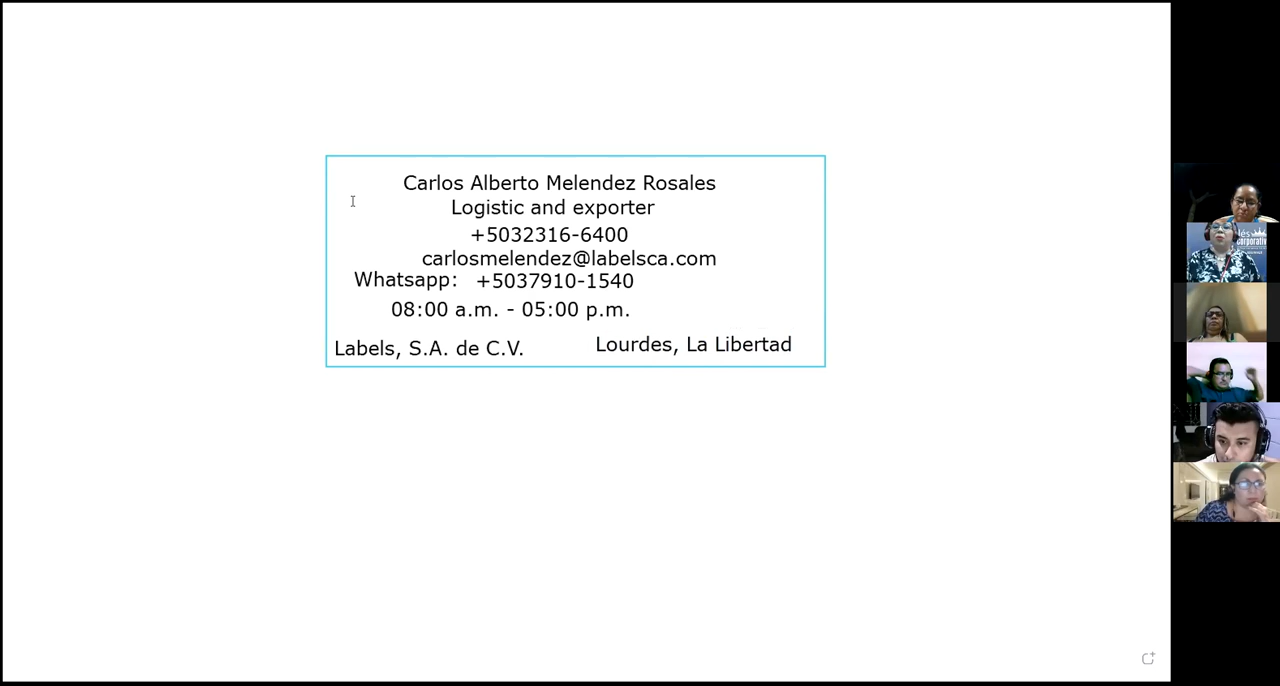 Carlos Alberto Melendez Rosales
Logistic and exporter
+5032316-6400
carlosmelendez@labelsca.com
Whatsapp: +5037910-1540
08:00 a.m. - 05:00 p.m.
Labels, S.A. de C.V. Lourdes, La Libertad